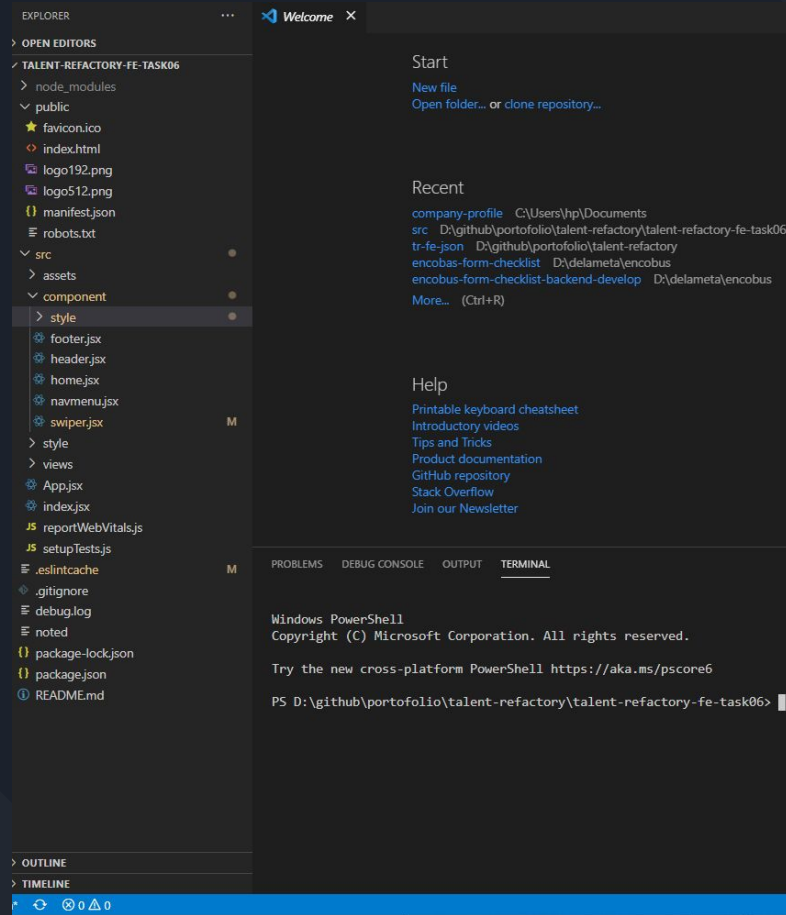 EXPLORER
OPEN EDITORS
TALENT-REFACTORY-FE-TASK06
node_modules
public
favicon.ico
index.html
logo192.png
logo512.png
manifest.json
robots.txt
src
assets
component
style
footer.jsx
header.jsx
home.jsx
navmenu.jsx
swiper.jsx M
style
views
App.jsx
index.jsx
JS reportWebVitals.js
JS setupTests.js
.eslintcache M
.gitignore
debug.log
noted
package-lock.json
package.json
README.md
OUTLINE
TIMELINE
Welcome
Start
New file
Open folder... or clone repository...
Recent
company-profile C:\Users\hp\Documents
src D:\github\portofolio\talent-refactory\talent-refactory-fe-task06
tr-fe-json D:\github\portofolio\talent-refactory
encobas-form-checklist D:\delameta\encobus
encobus-form-checklist-backend-develop D:\delameta\encobus
More... (Ctrl+R)
Help
Printable keyboard cheatsheet
Introductory videos
Tips and Tricks
Product documentation
GitHub repository
Stack Overflow
Join our Newsletter
PROBLEMS DEBUG CONSOLE OUTPUT TERMINAL
Windows PowerShell
Copyright (C) Microsoft Corporation. All rights reserved.
Try the new cross-platform PowerShell https://aka.ms/pscore6
PS D:\github\portofolio\talent-refactory\talent-refactory-fe-task06>
0 0